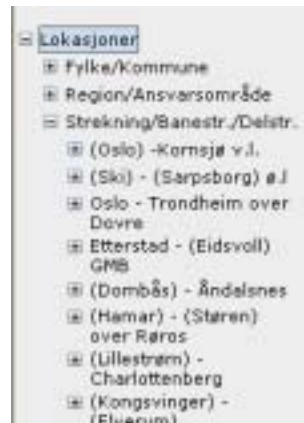 Lokasjoner
Fylke/Kommune
Region/Ansvarsområde
Strekning/Banestr./Delstr.
(Oslo) -Kornsjø v.l.
(Ski) - (Sarpsborg) ø.l
Oslo - Trondheim over
Dovre
Etterstad - (Eidsvoll)
GMB
(Dombås) - Åndalsnes
(Hamar) - (Støren)
over Røros
(Lillestrøm) -
Charlottenberg
(Kongsvinger) -
(Elverum)